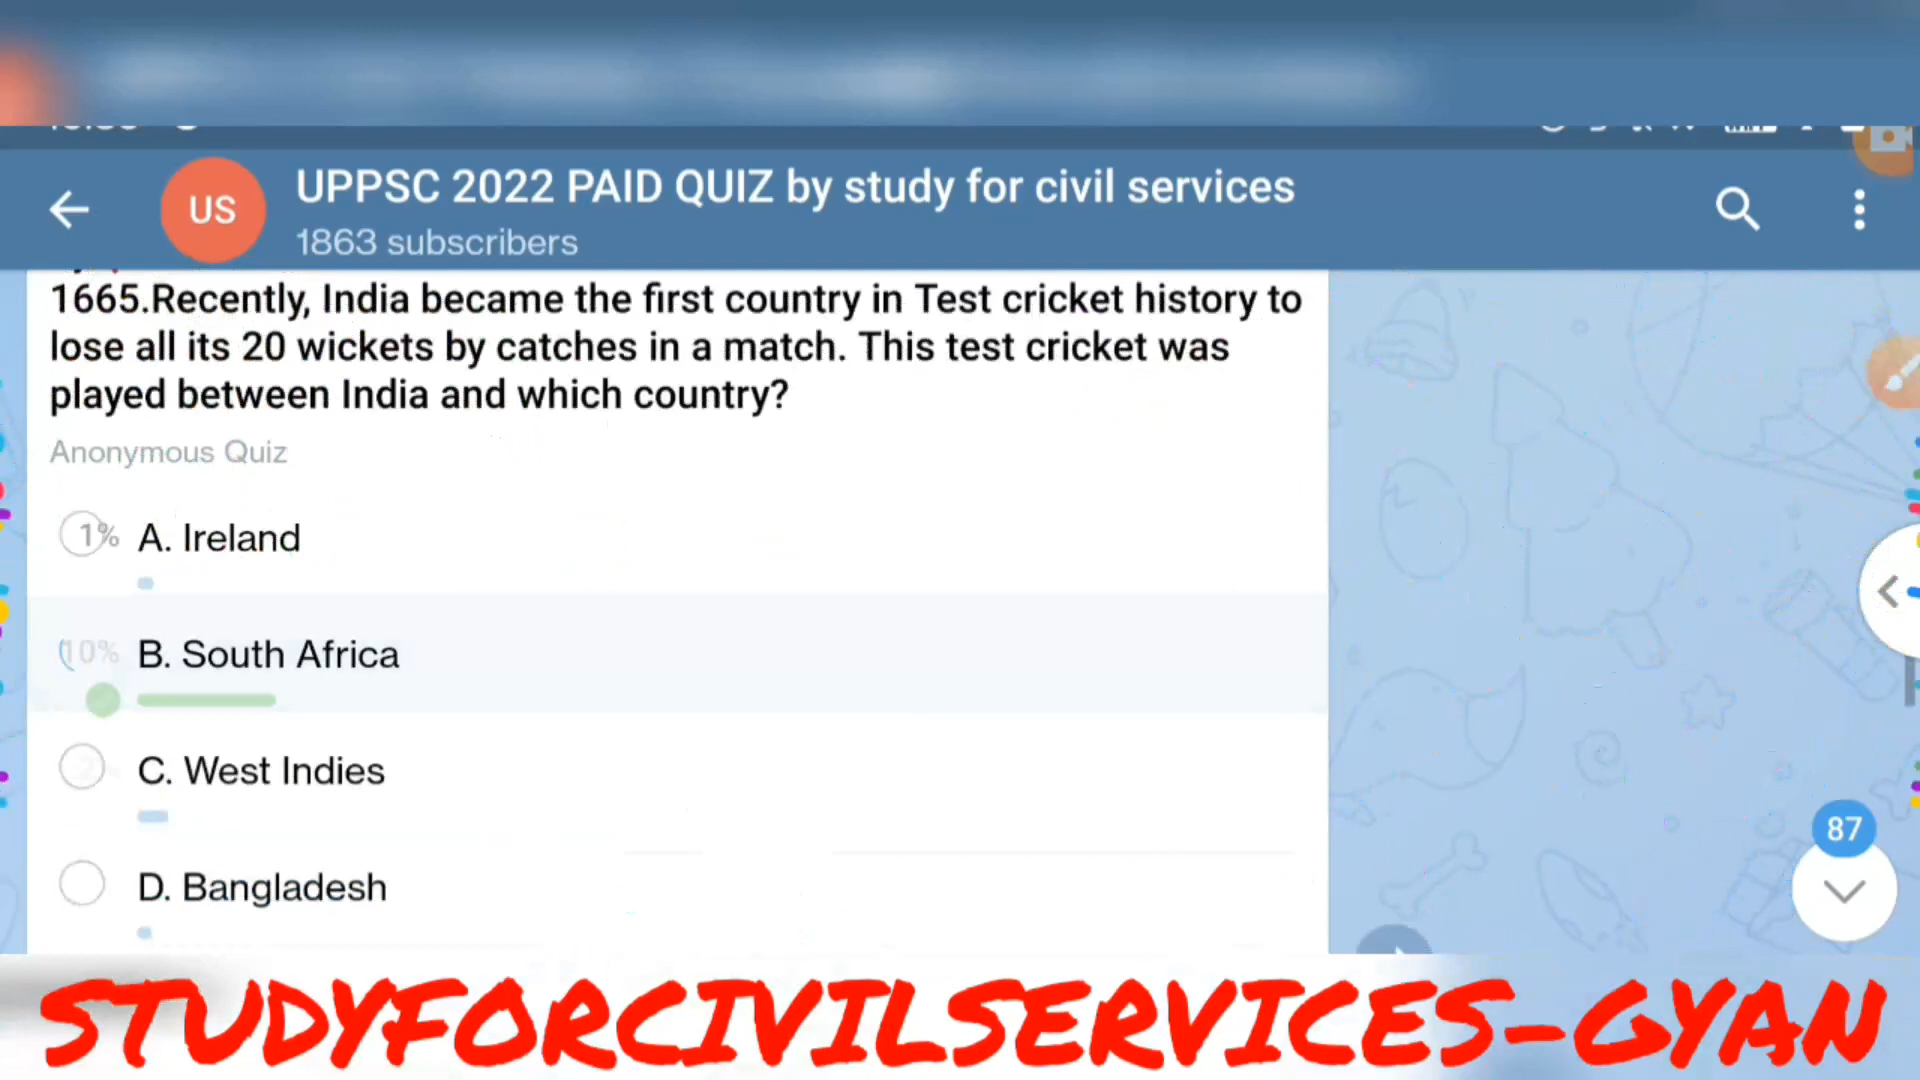 UPPSC 2022 PAID QUIZ by study for civil services
US
1863 subscribers
1665.Recently, India became the first country in Test cricket history to
lose all its 20 wickets by catches in a match. This test cricket was
played between India and which country?
Anonymous Quiz
1% A. Ireland
10% B. South Africa
C. West Indies
87
D. Bangladesh
STUDYFORCIVILSERVICES-GYAN